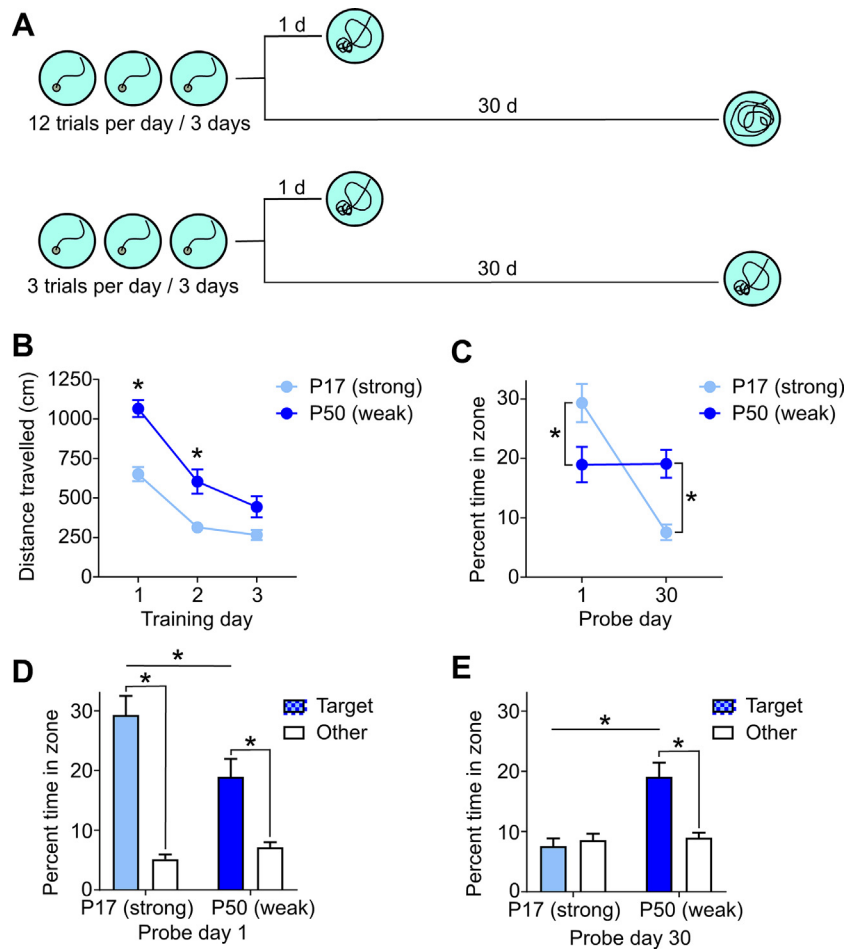 A
1 d
30 d
12 trials per day / 3 days
1 d
30 d
3 trials per day / 3 days
B
Distance travelled (cm)
1250
1000
750
500
250
0
*
*
1 2 3
Training day
P17 (strong)
P50 (weak)
C
Percent time in zone
30
20
10
0
*
*
1 30
Probe day
P17 (strong)
P50 (weak)
D
Percent time in zone
30
20
10
0
*
*
*
Target
Other
P17 (strong) P50 (weak)
Probe day 1
E
Percent time in zone
30
20
10
0
*
*
Target
Other
P17 (strong) P50 (weak)
Probe day 30